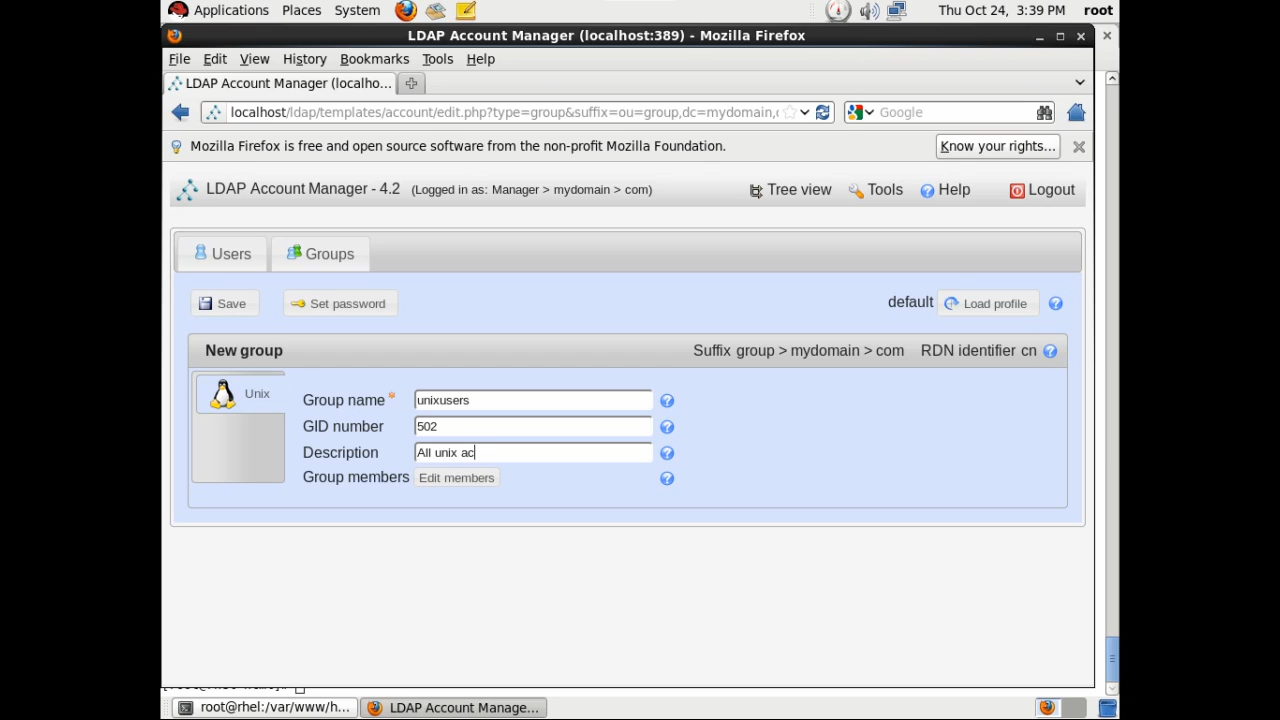 Applications Places System Thu Oct 24, 3:39 PM root
LDAP Account Manager (localhost:389) - Mozilla Firefox
File Edit View History Bookmarks Tools Help
LDAP Account Manager (localho...
localhost/ldap/templates/account/edit.php?type=group&suffix=ou=group,dc=mydomain,c Google
Mozilla Firefox is free and open source software from the non-profit Mozilla Foundation. Know your rights...
LDAP Account Manager - 4.2 (Logged in as: Manager > mydomain > com) Tree view Tools Help Logout
Users Groups
Save Set password default Load profile
New group Suffix group > mydomain > com RDN identifier cn
Unix
Group name * unixusers
GID number 502
Description All unix ac
Group members Edit members
root@rhel:/var/www/h... LDAP Account Manage...